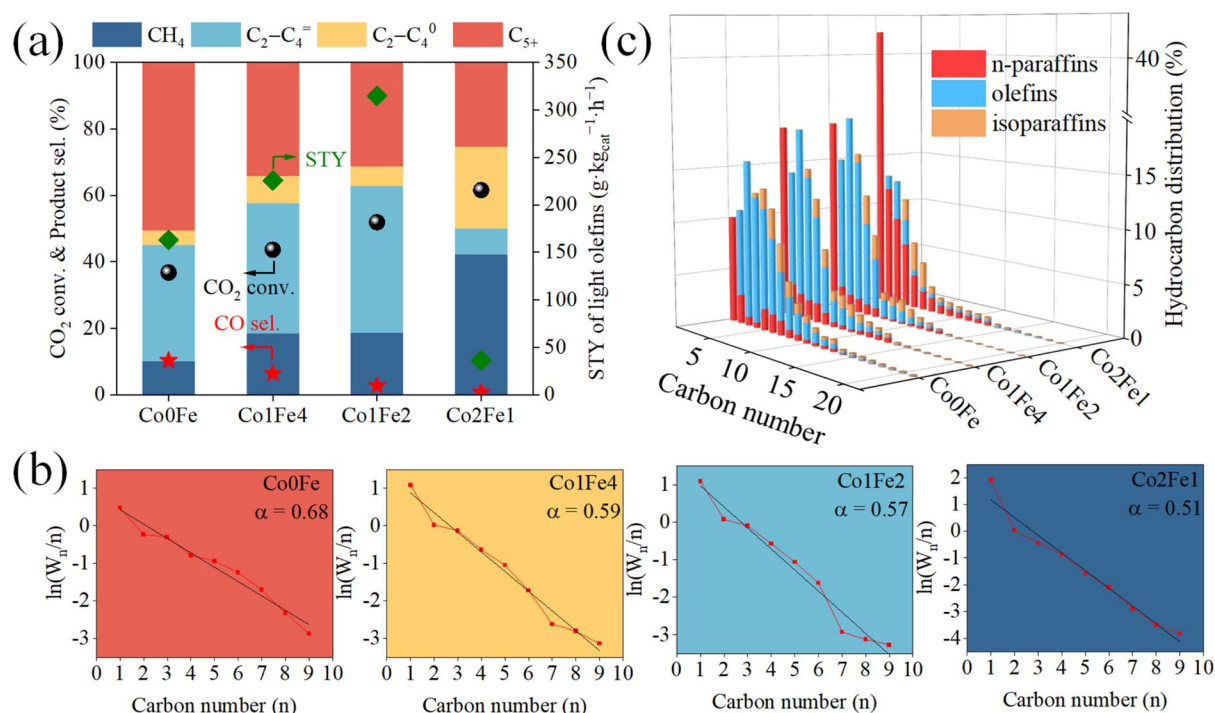 (a)
CH₄ C₂–C₄⁼ C₂–C₄⁰ C₅₊
CO₂ conv. & Product sel. (%)
100
80
60
40
20
0
STY
CO₂ conv.
CO sel.
350
300
250
200
150
100
50
0
STY of light olefins (g·kg_cat⁻¹·h⁻¹)
Co0Fe Co1Fe4 Co1Fe2 Co2Fe1
(c)
n-paraffins
olefins
isoparaffins
40
15
10
5
0
Hydrocarbon distribution (%)
5 10 15 20
Carbon number
Co0Fe Co1Fe4 Co1Fe2 Co2Fe1
(b)
Co0Fe
α = 0.68
ln(Wₙ/n)
1
0
-1
-2
-3
0 1 2 3 4 5 6 7 8 9 10
Carbon number (n)
Co1Fe4
α = 0.59
ln(Wₙ/n)
1
0
-1
-2
-3
0 1 2 3 4 5 6 7 8 9 10
Carbon number (n)
Co1Fe2
α = 0.57
ln(Wₙ/n)
1
0
-1
-2
-3
0 1 2 3 4 5 6 7 8 9 10
Carbon number (n)
Co2Fe1
α = 0.51
ln(Wₙ/n)
2
1
0
-1
-2
-3
-4
0 1 2 3 4 5 6 7 8 9 10
Carbon number (n)